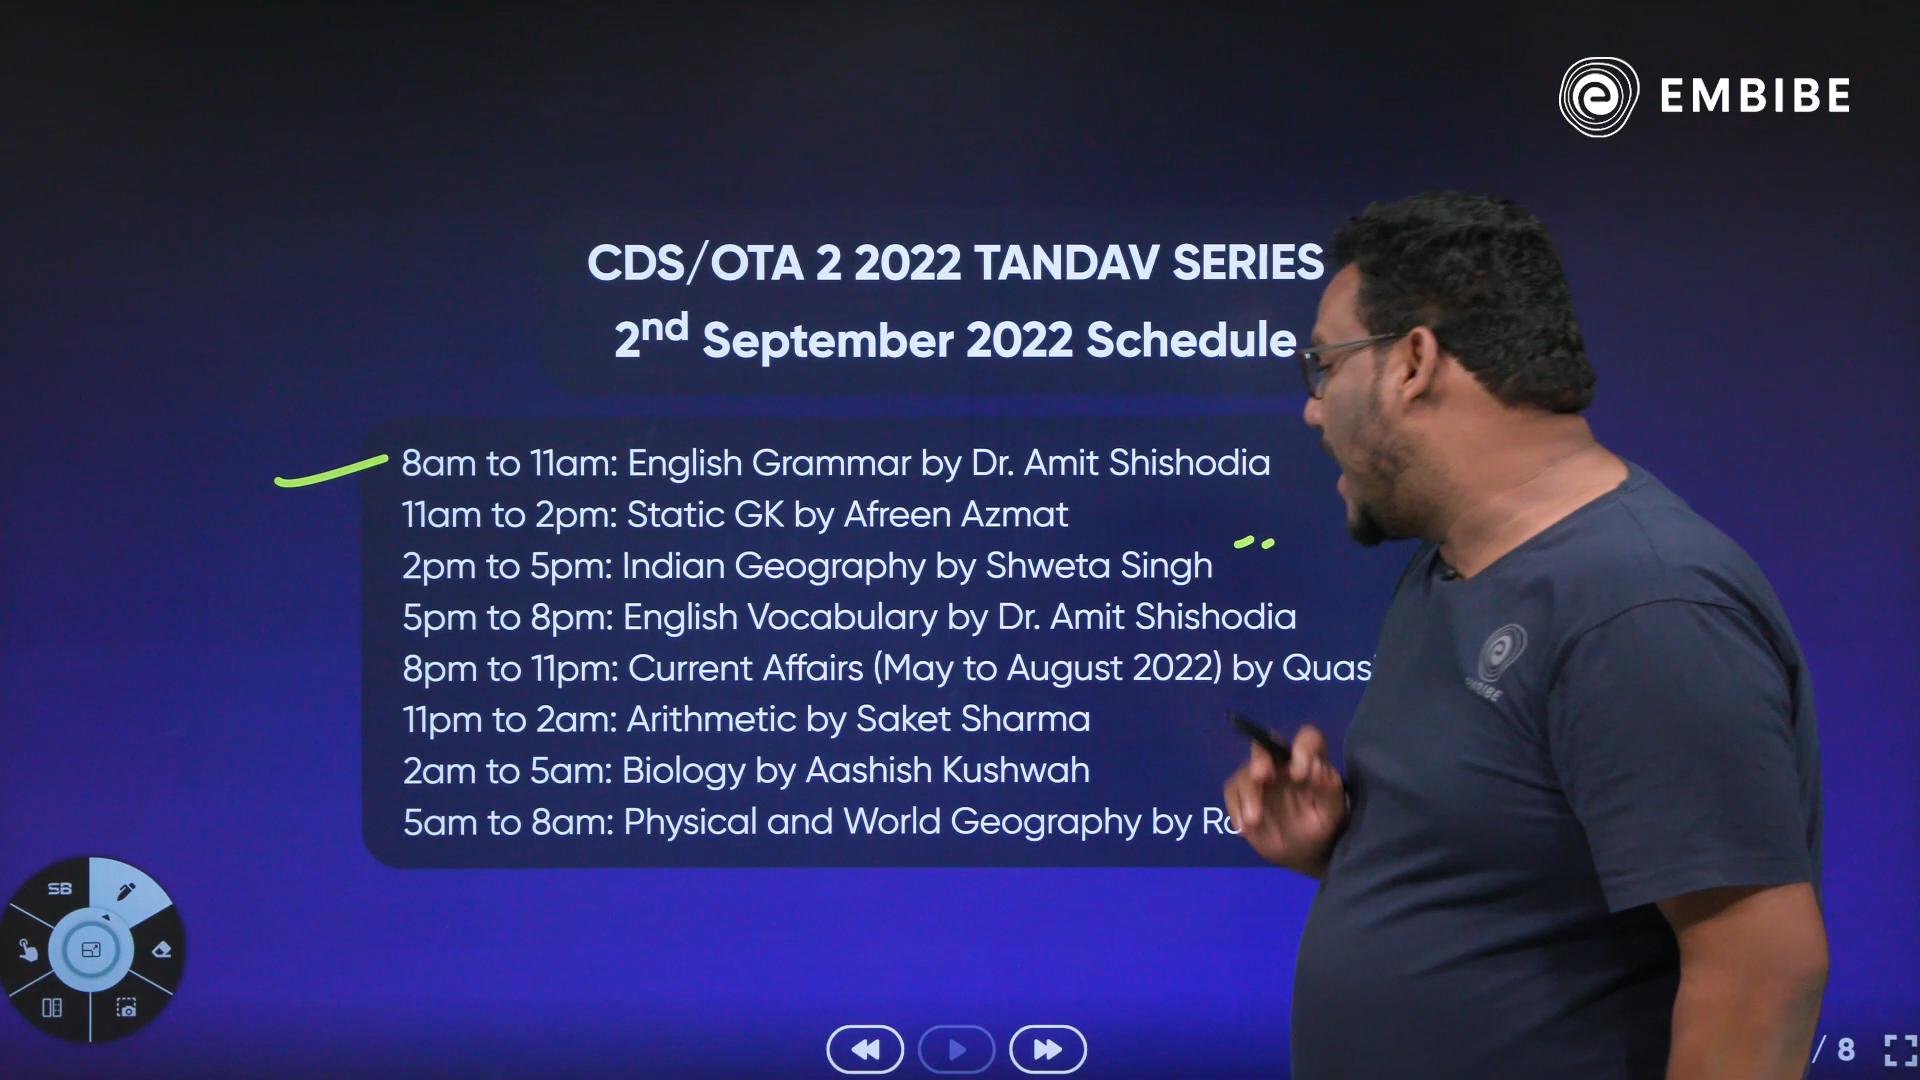 EMBIBE
CDS/OTA 2 2022 TANDAV SERIES
2nd September 2022 Schedule
8am to 11am: English Grammar by Dr. Amit Shishodia
11am to 2pm: Static GK by Afreen Azmat
2pm to 5pm: Indian Geography by Shweta Singh
5pm to 8pm: English Vocabulary by Dr. Amit Shishodia
8pm to 11pm: Current Affairs (May to August 2022) by
11pm to 2am: Arithmetic by Saket Sharma
2am to 5am: Biology by Aashish Kushwah
5am to 8am: Physical and World Geography by
SB
/ 8